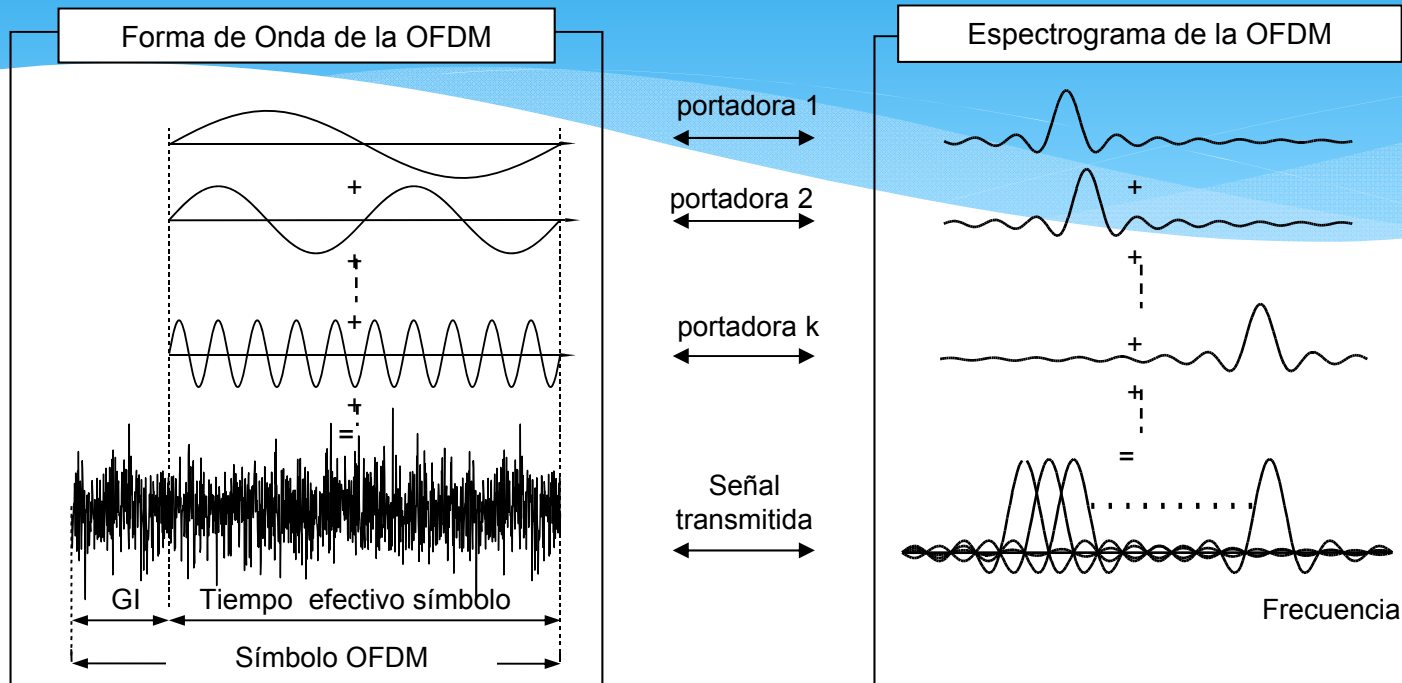 Forma de Onda de la OFDM
Espectrograma de la OFDM
portadora 1
+
+
portadora 2
+
+
portadora k
+
+
+
+
=
=
Señal
transmitida
GI
Tiempo efectivo símbolo
Frecuencia
Símbolo OFDM